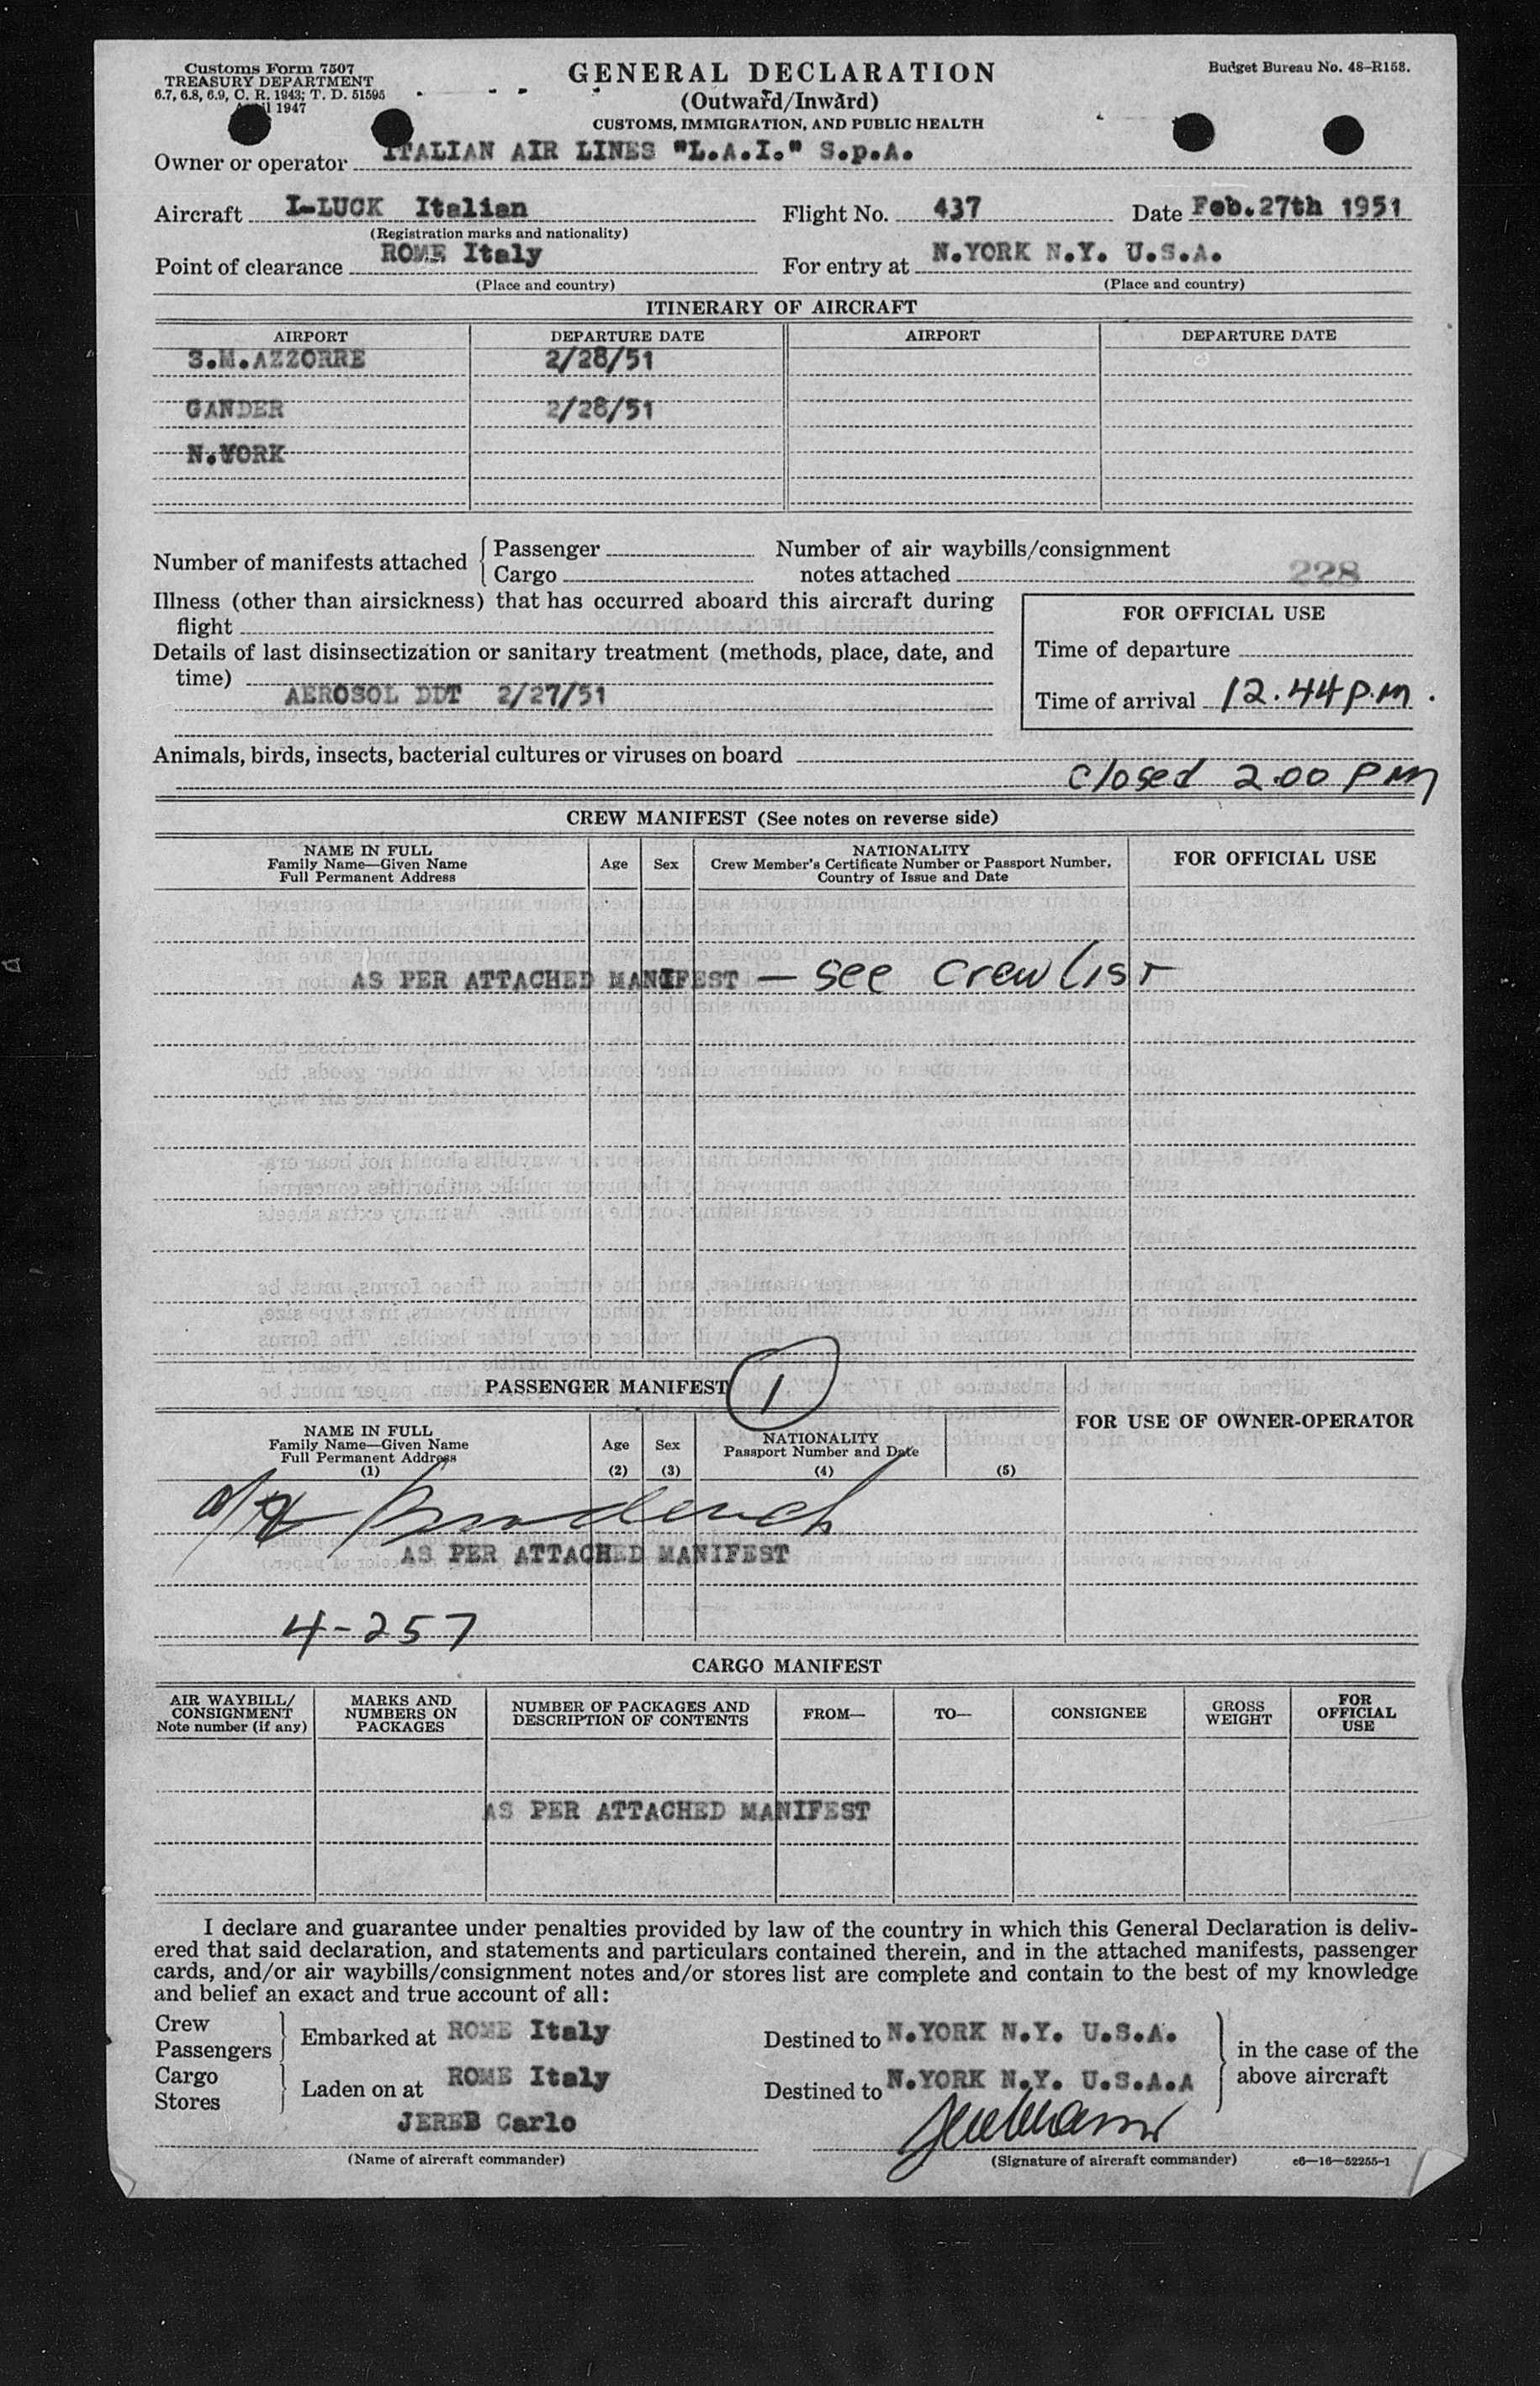 Customs Form 7507
TREASURY DEPARTMENT
6.7, 6.8, 6.9, C. R. 1943; T. D. 51595
1947
GENERAL DECLARATION
(Outward/Inward)
CUSTOMS, IMMIGRATION, AND PUBLIC HEALTH
Budget Bureau No. 48-R158.
Owner or operator ITALIAN AIR LINES "L.A.I." S.p.A.
Aircraft I-LUCK Italian Flight No. 437 Date Feb.27th 1951
(Registration marks and nationality)
Point of clearance ROME Italy For entry at N.YORK N.Y. U.S.A.
(Place and country) (Place and country)
ITINERARY OF AIRCRAFT
AIRPORT DEPARTURE DATE AIRPORT DEPARTURE DATE
S.M.AZZORRE 2/28/51
GANDER 2/28/51
N.YORK
Number of manifests attached { Passenger
Cargo
Number of air waybills/consignment
notes attached 228
Illness (other than airsickness) that has occurred aboard this aircraft during
flight
Details of last disinsectization or sanitary treatment (methods, place, date, and
time)
AEROSOL DDT 2/27/51
FOR OFFICIAL USE
Time of departure
Time of arrival 12.44 P.M.
Animals, birds, insects, bacterial cultures or viruses on board
closed 2.00 PM
CREW MANIFEST (See notes on reverse side)
NAME IN FULL
Family Name—Given Name
Full Permanent Address
Age
Sex
NATIONALITY
Crew Member's Certificate Number or Passport Number,
Country of Issue and Date
FOR OFFICIAL USE
AS PER ATTACHED MANIFEST — see crew list
PASSENGER MANIFEST 1
NAME IN FULL
Family Name—Given Name
Full Permanent Address
(1)
Age
(2)
Sex
(3)
NATIONALITY
Passport Number and Date
(4)
(5)
FOR USE OF OWNER-OPERATOR
AS PER ATTACHED MANIFEST
4-257
CARGO MANIFEST
AIR WAYBILL/
CONSIGNMENT
Note number (if any)
MARKS AND
NUMBERS ON
PACKAGES
NUMBER OF PACKAGES AND
DESCRIPTION OF CONTENTS
FROM—
TO—
CONSIGNEE
GROSS
WEIGHT
FOR
OFFICIAL
USE
AS PER ATTACHED MANIFEST
I declare and guarantee under penalties provided by law of the country in which this General Declaration is deliv-
ered that said declaration, and statements and particulars contained therein, and in the attached manifests, passenger
cards, and/or air waybills/consignment notes and/or stores list are complete and contain to the best of my knowledge
and belief an exact and true account of all:
Crew
Passengers } Embarked at ROME Italy Destined to N.YORK N.Y. U.S.A.
Cargo
Stores } Laden on at ROME Italy Destined to N.YORK N.Y. U.S.A.A
in the case of the
above aircraft
JEREB Carlo
(Name of aircraft commander) (Signature of aircraft commander) c6—16—52255-1